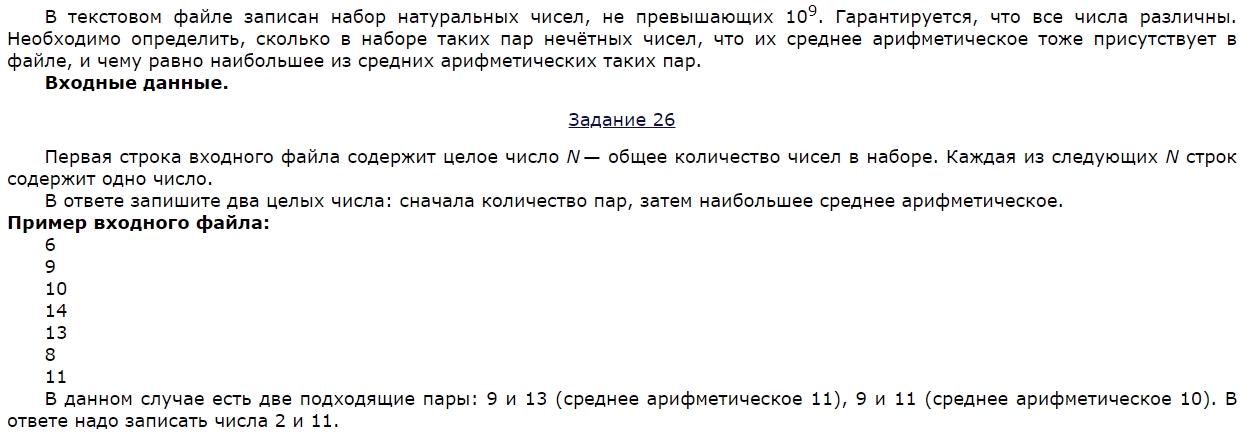 В текстовом файле записан набор натуральных чисел, не превышающих 10⁹. Гарантируется, что все числа различны.
Необходимо определить, сколько в наборе таких пар нечётных чисел, что их среднее арифметическое тоже присутствует в
файле, и чему равно наибольшее из средних арифметических таких пар.
Входные данные.
Задание 26
Первая строка входного файла содержит целое число N — общее количество чисел в наборе. Каждая из следующих N строк
содержит одно число.
В ответе запишите два целых числа: сначала количество пар, затем наибольшее среднее арифметическое.
Пример входного файла:
6
9
10
14
13
8
11
В данном случае есть две подходящие пары: 9 и 13 (среднее арифметическое 11), 9 и 11 (среднее арифметическое 10). В
ответе надо записать числа 2 и 11.